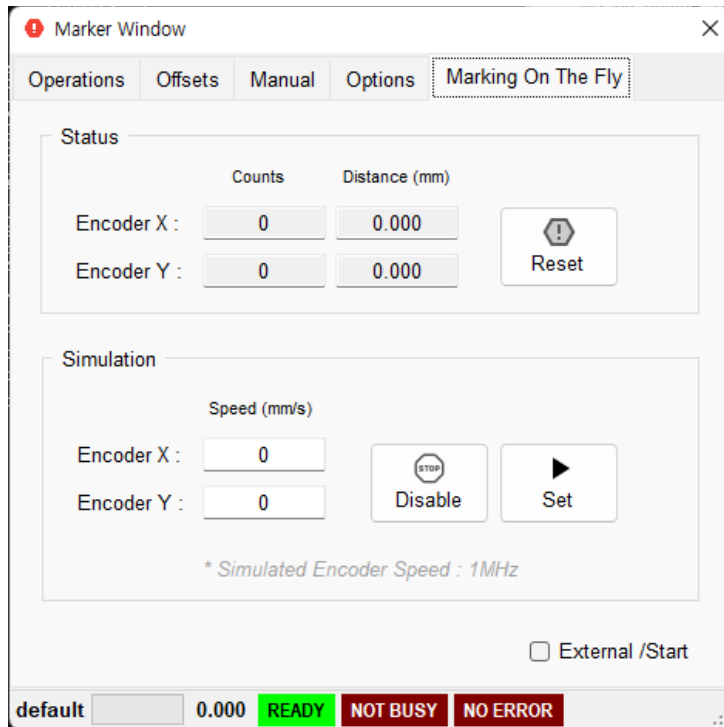 Marker Window
Operations Offsets Manual Options Marking On The Fly
Status
Counts Distance (mm)
Encoder X : 0 0.000
Encoder Y : 0 0.000
Reset
Simulation
Speed (mm/s)
Encoder X : 0
Encoder Y : 0
STOP
Disable Set
* Simulated Encoder Speed : 1MHz
External /Start
default 0.000 READY NOT BUSY NO ERROR